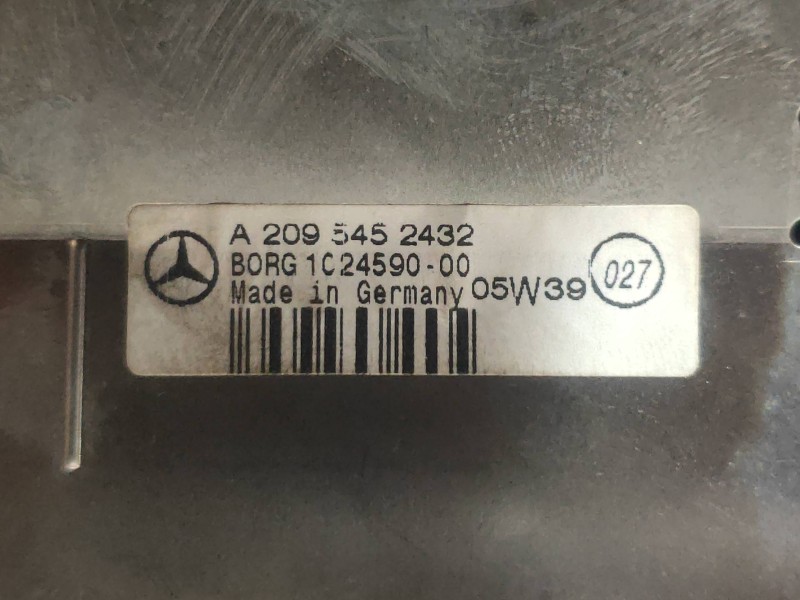 A 209 545 2432
BORG 1C24590-00
Made in Germany 05W39
027